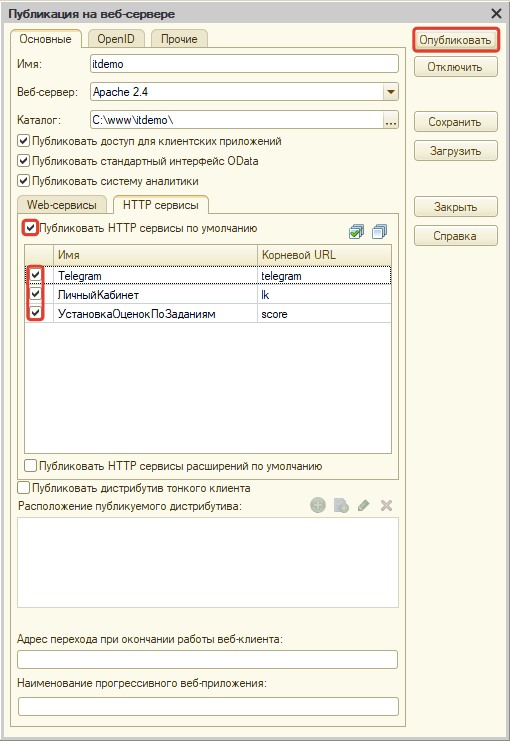 Публикация на веб-сервере
Основные OpenID Прочие
Опубликовать
Имя: itdemo
Отключить
Веб-сервер: Apache 2.4
Каталог: C:\www\itdemo\ ...
Сохранить
Публиковать доступ для клиентских приложений
Загрузить
Публиковать стандартный интерфейс OData
Публиковать систему аналитики
Закрыть
Web-сервисы HTTP сервисы
Публиковать HTTP сервисы по умолчанию
Справка
Имя Корневой URL
Telegram telegram
ЛичныйКабинет lk
УстановкаОценокПоЗаданиям score
Публиковать HTTP сервисы расширений по умолчанию
Публиковать дистрибутив тонкого клиента
Расположение публикуемого дистрибутива:
Адрес перехода при окончании работы веб-клиента:
Наименование прогрессивного веб-приложения: